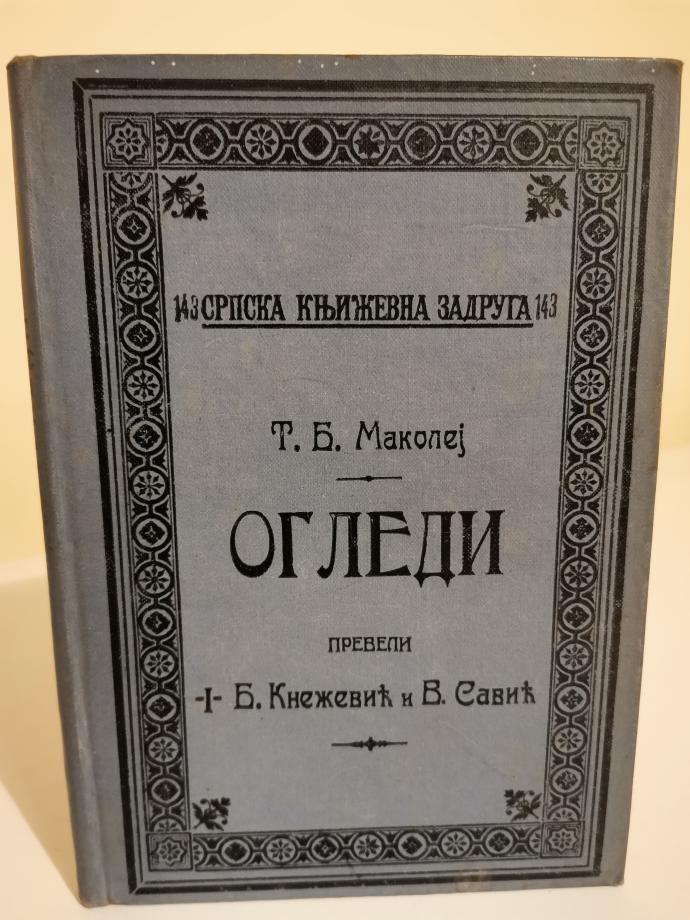 143 СРПСКА КЊИЖЕВНА ЗАДРУГА 143
Т. Б. Маколеј
ОГЛЕДИ
ПРЕВЕЛИ
-I- Б. Кнежевић и В. Савић